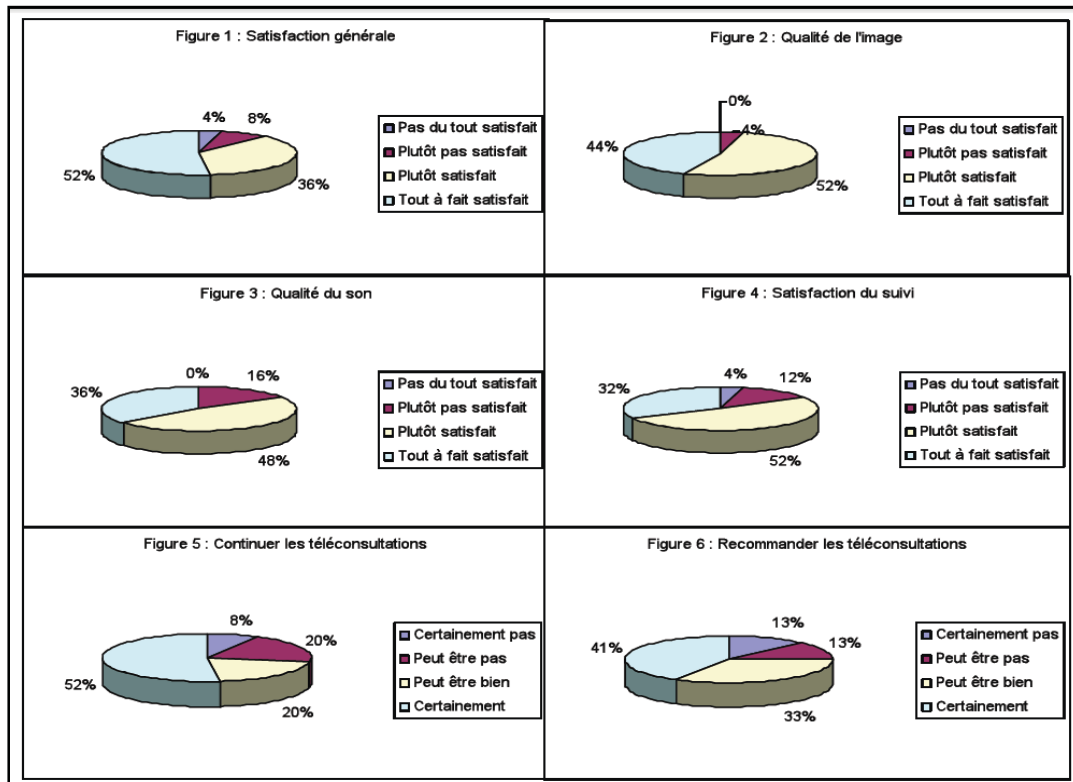 Figure 1 : Satisfaction générale
4%
8%
52%
36%
Pas du tout satisfait
Plutôt pas satisfait
Plutôt satisfait
Tout à fait satisfait
Figure 2 : Qualité de l'image
0%
4%
44%
52%
Pas du tout satisfait
Plutôt pas satisfait
Plutôt satisfait
Tout à fait satisfait
Figure 3 : Qualité du son
0%
16%
36%
48%
Pas du tout satisfait
Plutôt pas satisfait
Plutôt satisfait
Tout à fait satisfait
Figure 4 : Satisfaction du suivi
4%
12%
32%
52%
Pas du tout satisfait
Plutôt pas satisfait
Plutôt satisfait
Tout à fait satisfait
Figure 5 : Continuer les téléconsultations
8%
20%
52%
20%
Certainement pas
Peut être pas
Peut être bien
Certainement
Figure 6 : Recommander les téléconsultations
13%
13%
41%
33%
Certainement pas
Peut être pas
Peut être bien
Certainement